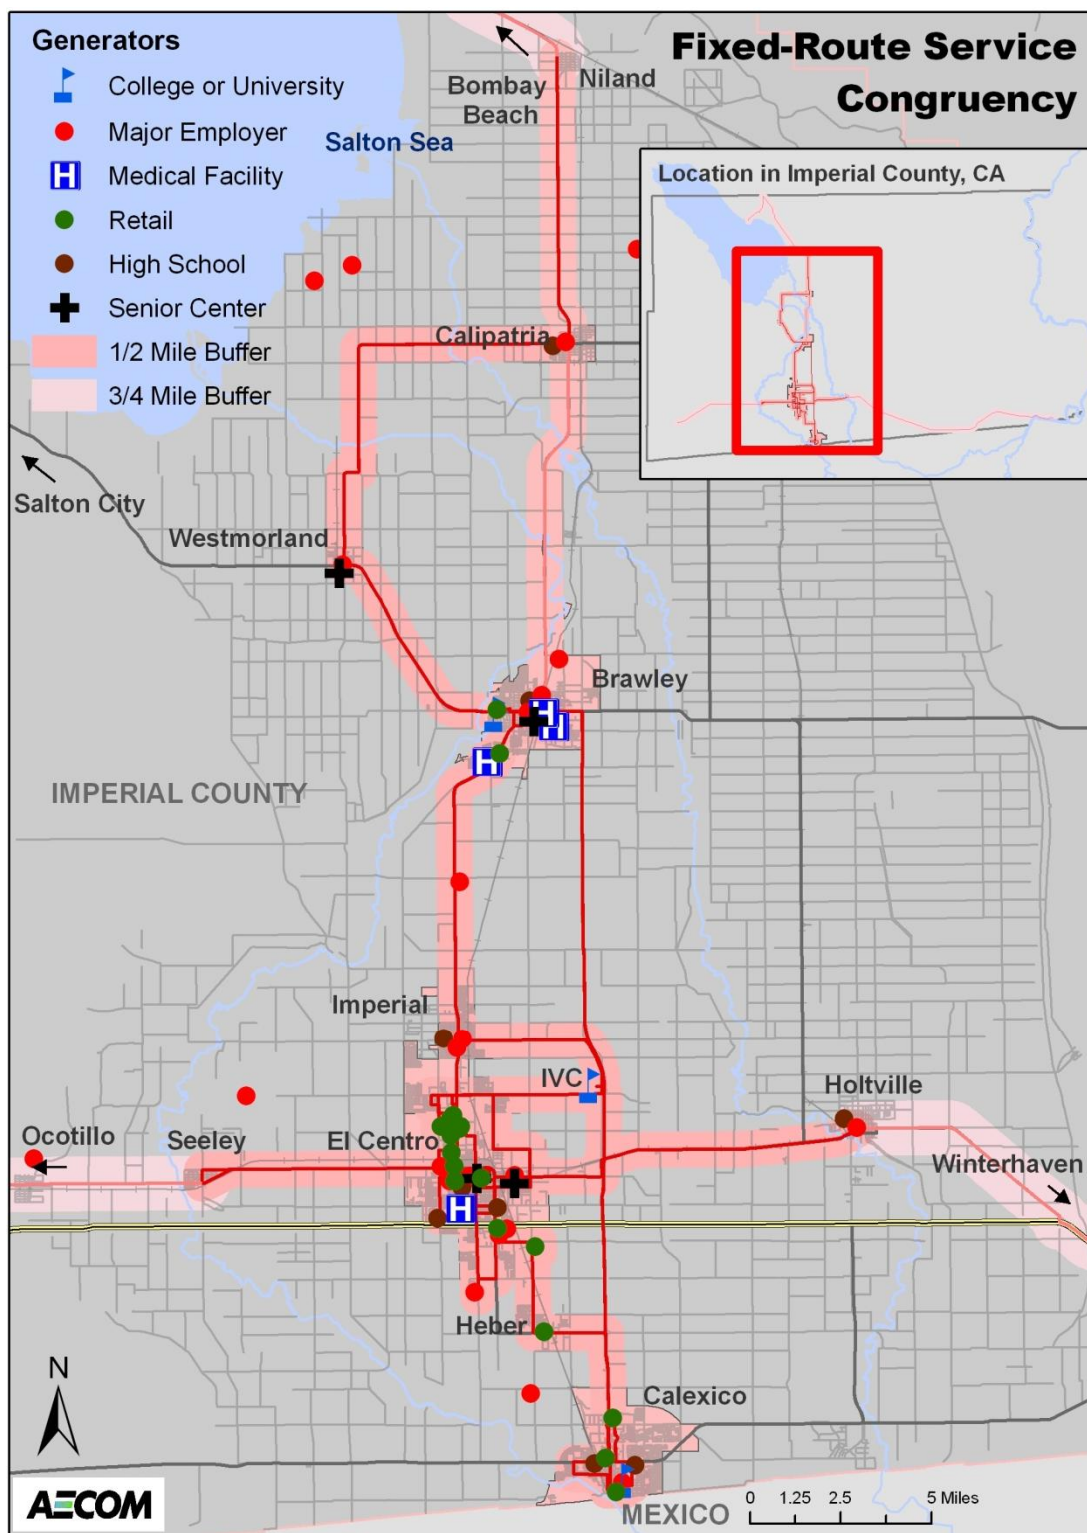 Generators
College or University
Major Employer
H
Medical Facility
Retail
High School
Senior Center
1/2 Mile Buffer
3/4 Mile Buffer
Fixed-Route Service
Congruency
Location in Imperial County, CA
Bombay
Beach
Niland
Salton Sea
Calipatria
Salton City
Westmorland
Brawley
H
H
H
IMPERIAL COUNTY
Imperial
IVC
Holtville
Ocotillo
Seeley
El Centro
Winterhaven
H
Heber
N
Calexico
AECOM
MEXICO
0 1.25 2.5 5 Miles